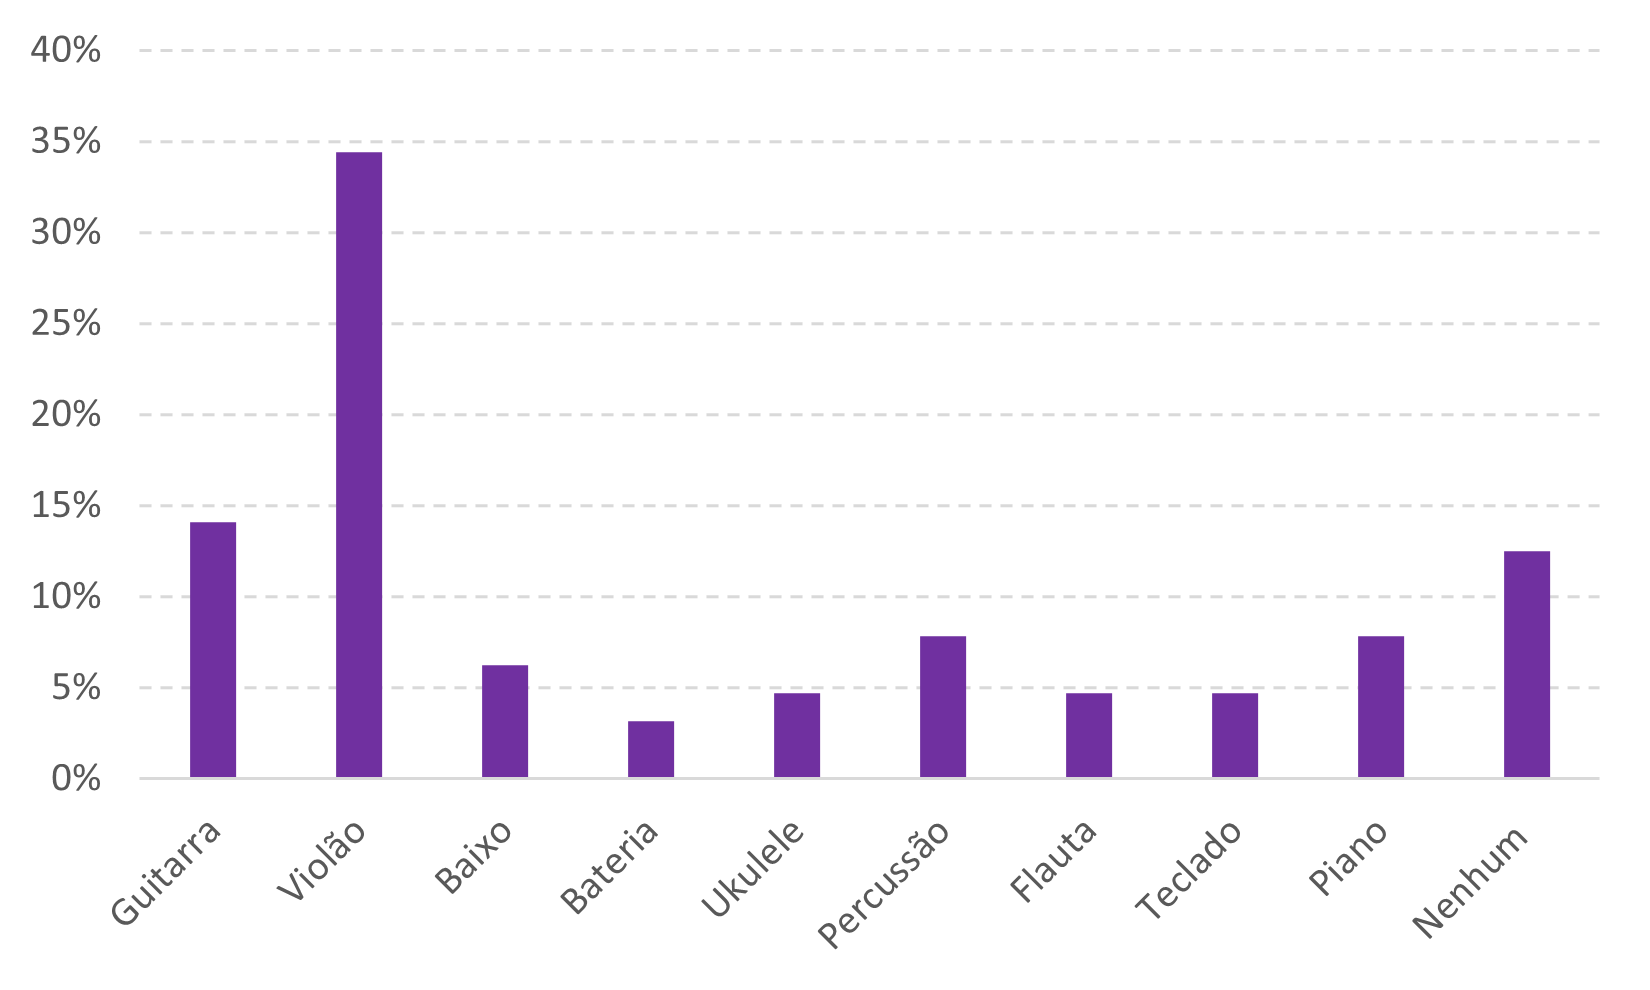 40%
35%
30%
25%
20%
15%
10%
5%
0%
Guitarra
Violão
Baixo
Bateria
Ukulele
Percussão
Flauta
Teclado
Piano
Nenhum